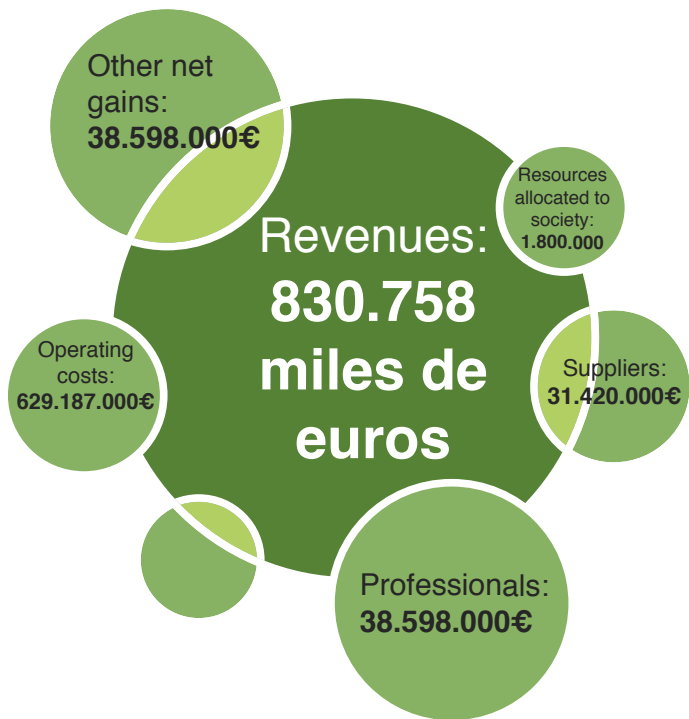 Other net
gains:
38.598.000€
Resources
allocated to
society:
1.800.000
Revenues:
830.758
miles de
euros
Operating
costs:
629.187.000€
Suppliers:
31.420.000€
Professionals:
38.598.000€